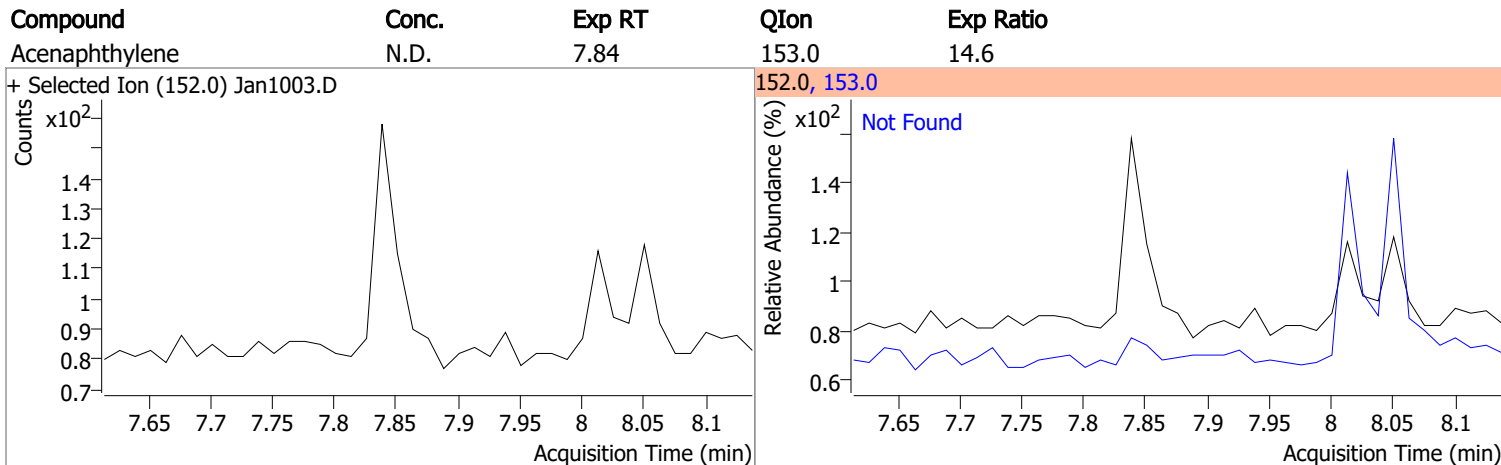 Compound Conc. Exp RT QIon Exp Ratio
Acenaphthylene N.D. 7.84 153.0 14.6
+ Selected Ion (152.0) Jan1003.D
Counts
x10²
1.4
1.3
1.2
1.1
1
0.9
0.8
0.7
7.65 7.7 7.75 7.8 7.85 7.9 7.95 8 8.05 8.1
Acquisition Time (min)
152.0, 153.0
Relative Abundance (%)
x10²
Not Found
1.4
1.2
1
0.8
0.6
7.65 7.7 7.75 7.8 7.85 7.9 7.95 8 8.05 8.1
Acquisition Time (min)